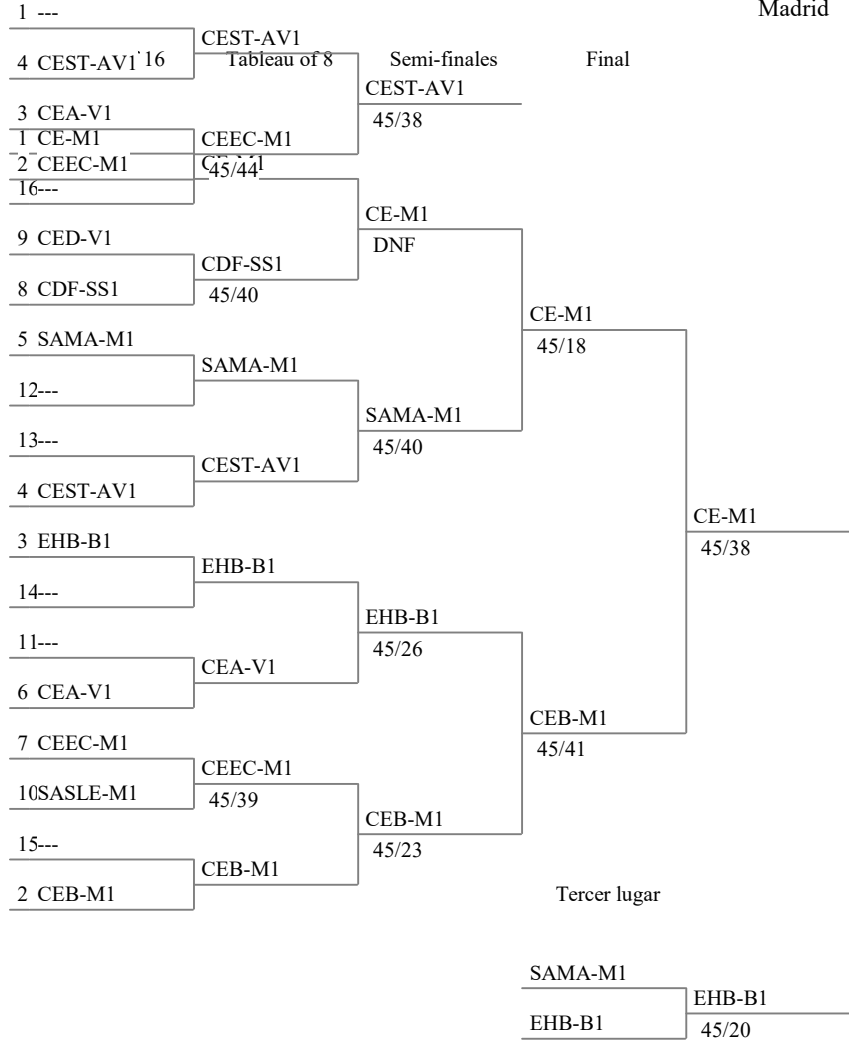 Madrid
1 ---
CEST-AV1
4 CEST-AV1
16 Tableau of 8 Semi-finales Final
CEST-AV1
45/38
3 CEA-V1
1 CE-M1
CEEC-M1
2 CEEC-M1
45/44
16---
CE-M1
DNF
9 CED-V1
CDF-SS1
8 CDF-SS1
45/40
CE-M1
45/18
5 SAMA-M1
SAMA-M1
12---
SAMA-M1
45/40
13---
CEST-AV1
4 CEST-AV1
CE-M1
45/38
3 EHB-B1
EHB-B1
14---
EHB-B1
45/26
11---
CEA-V1
6 CEA-V1
CEB-M1
45/41
7 CEEC-M1
CEEC-M1
10SASLE-M1
45/39
CEB-M1
45/23
15---
CEB-M1
2 CEB-M1
Tercer lugar
SAMA-M1
EHB-B1
EHB-B1
45/20